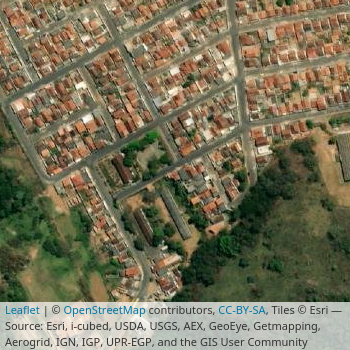 Leaflet | © OpenStreetMap contributors, CC-BY-SA, Tiles © Esri —
Source: Esri, i-cubed, USDA, USGS, AEX, GeoEye, Getmapping,
Aerogrid, IGN, IGP, UPR-EGP, and the GIS User Community